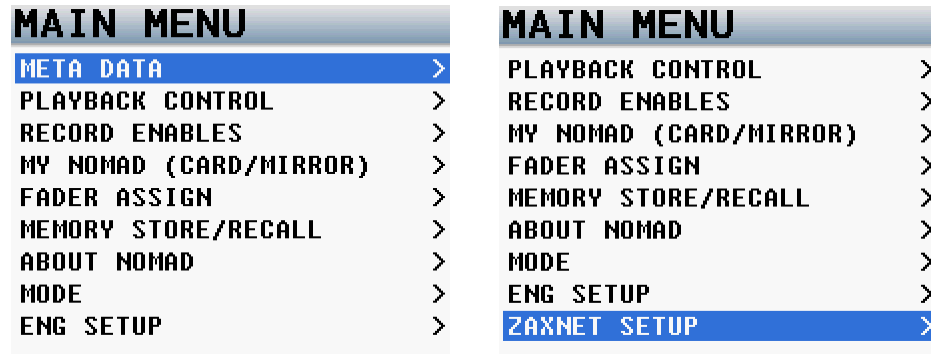 MAIN MENU
META DATA >
PLAYBACK CONTROL >
RECORD ENABLES >
MY NOMAD (CARD/MIRROR) >
FADER ASSIGN >
MEMORY STORE/RECALL >
ABOUT NOMAD >
MODE >
ENG SETUP >
MAIN MENU
PLAYBACK CONTROL >
RECORD ENABLES >
MY NOMAD (CARD/MIRROR) >
FADER ASSIGN >
MEMORY STORE/RECALL >
ABOUT NOMAD >
MODE >
ENG SETUP >
ZAXNET SETUP >